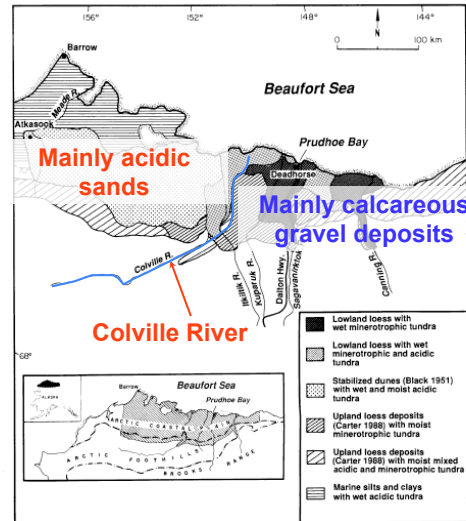 156° 152° 148° 144°
N
0 100 km
Barrow
Meade R.
Atkasook
Beaufort Sea
Prudhoe Bay
Deadhorse
Mainly acidic
sands
Mainly calcareous
gravel deposits
Colville R.
Itkillik R.
Kuparuk R.
Dalton Hwy.
Sagavanirktok
Canning R.
Colville River
68°
Lowland loess with
wet minerotrophic tundra
Lowland loess with wet
minerotrophic and acidic
tundra
Stabilized dunes (Black 1951)
with wet and moist acidic
tundra
Upland loess deposits
(Carter 1988) with moist
minerotrophic tundra
Upland loess deposits
(Carter 1988) with moist mixed
acidic and minerotrophic tundra
Marine silts and clays
with wet acidic tundra
ALASKA
Barrow
Beaufort Sea
Prudhoe Bay
ARCTIC COASTAL PLAIN
ARCTIC FOOTHILLS
BROOKS RANGE